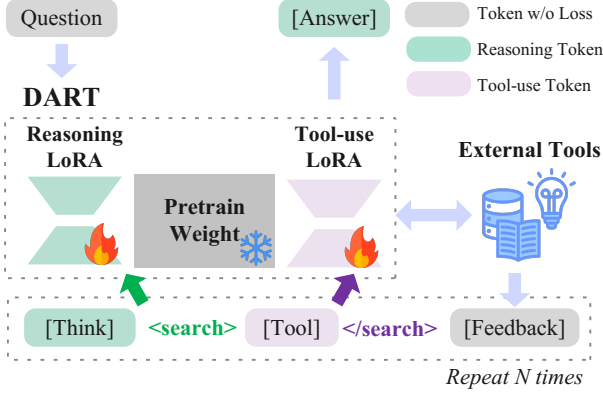 Question
[Answer]
Token w/o Loss
Reasoning Token
Tool-use Token
DART
Reasoning
LoRA
Pretrain
Weight
Tool-use
LoRA
External Tools
[Think] <search> [Tool] </search> [Feedback]
Repeat N times